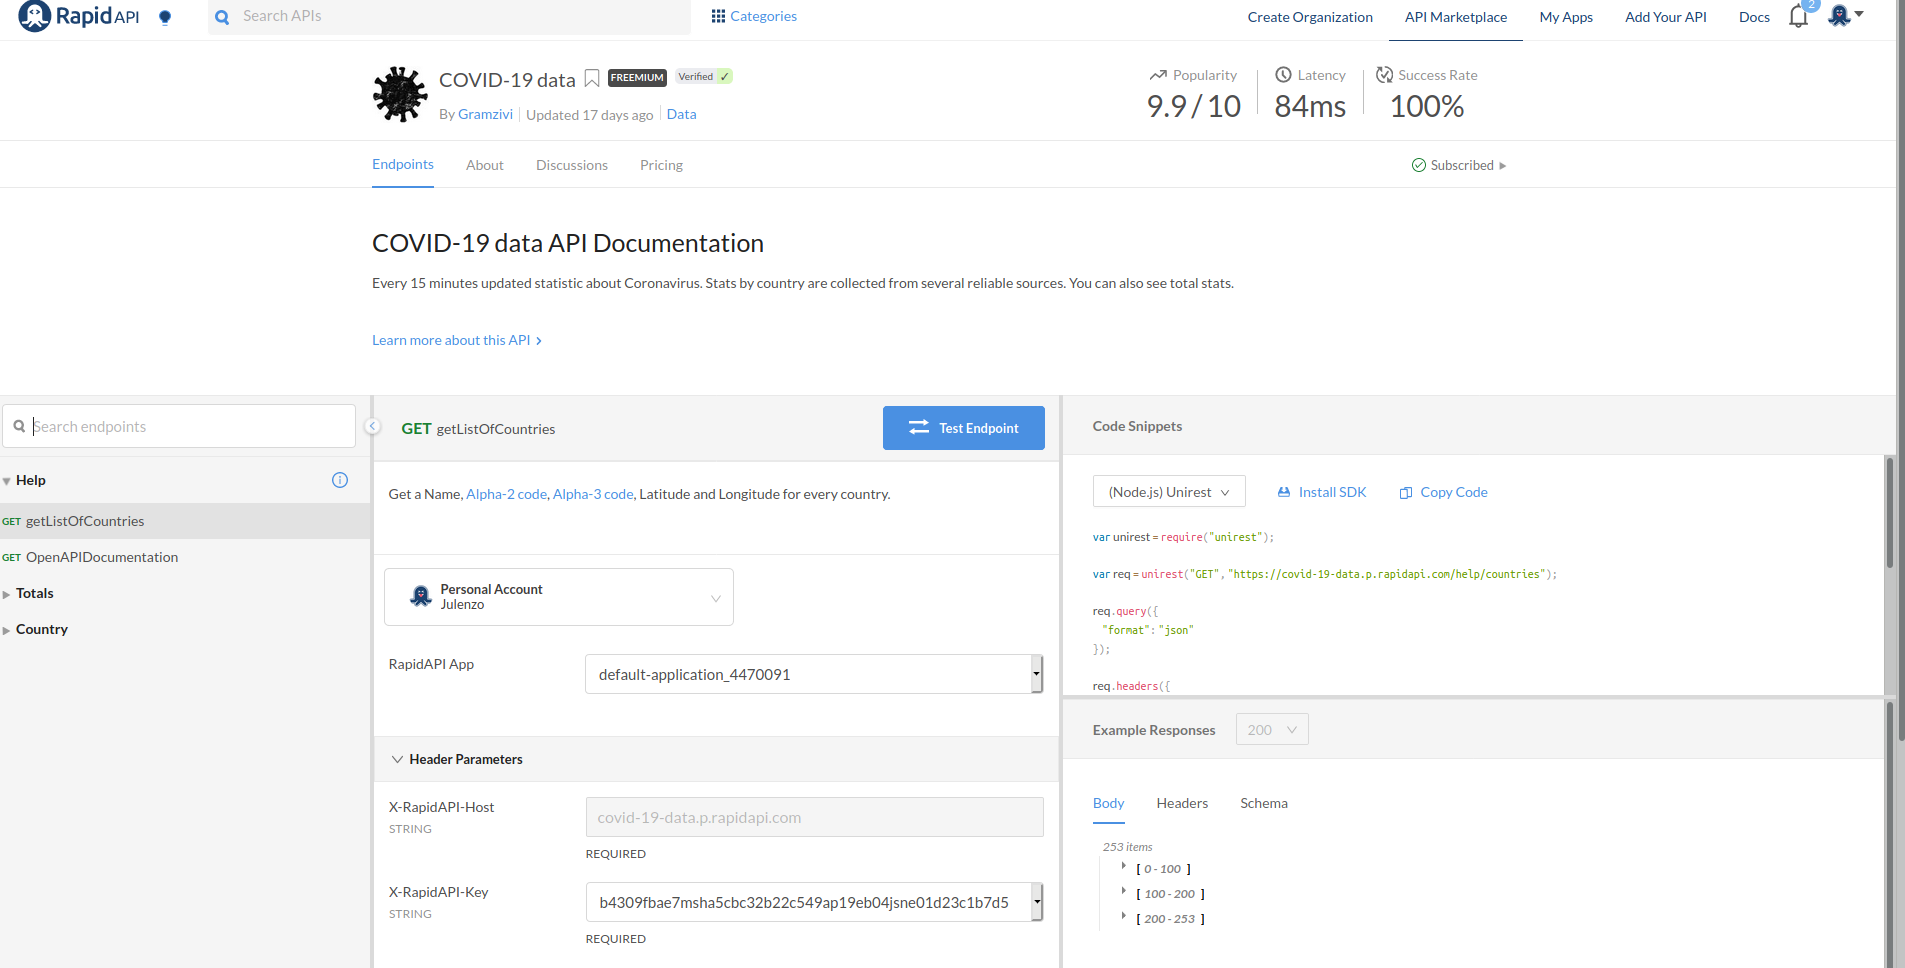 RapidAPI
Search APIs
Categories
Create Organization
API Marketplace
My Apps
Add Your API
Docs
2
COVID-19 data
FREEMIUM
Verified ✓
By Gramzivi
Updated 17 days ago
Data
Popularity
9.9 / 10
Latency
84ms
Success Rate
100%
Endpoints
About
Discussions
Pricing
Subscribed
COVID-19 data API Documentation
Every 15 minutes updated statistic about Coronavirus. Stats by country are collected from several reliable sources. You can also see total stats.
Learn more about this API
Search endpoints
Help
GET getListOfCountries
GET OpenAPIDocumentation
Totals
Country
GET getListOfCountries
Test Endpoint
Get a Name, Alpha-2 code, Alpha-3 code, Latitude and Longitude for every country.
Personal Account
Julenzo
RapidAPI App
default-application_4470091
Header Parameters
X-RapidAPI-Host
STRING
covid-19-data.p.rapidapi.com
REQUIRED
X-RapidAPI-Key
STRING
b4309fbae7msha5cbc32b22c549ap19eb04jsne01d23c1b7d5
REQUIRED
Code Snippets
(Node.js) Unirest
Install SDK
Copy Code
var unirest = require("unirest");
var req = unirest("GET", "https://covid-19-data.p.rapidapi.com/help/countries");
req.query({
"format": "json"
});
req.headers({
Example Responses
200
Body
Headers
Schema
253 items
[ 0 - 100 ]
[ 100 - 200 ]
[ 200 - 253 ]